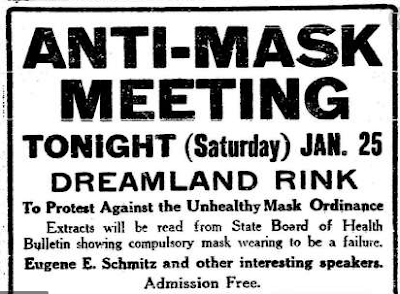 ANTI-MASK
MEETING
TONIGHT (Saturday) JAN. 25
DREAMLAND RINK
To Protest Against the Unhealthy Mask Ordinance
Extracts will be read from State Board of Health
Bulletin showing compulsory mask wearing to be a failure.
Eugene E. Schmitz and other interesting speakers.
Admission Free.